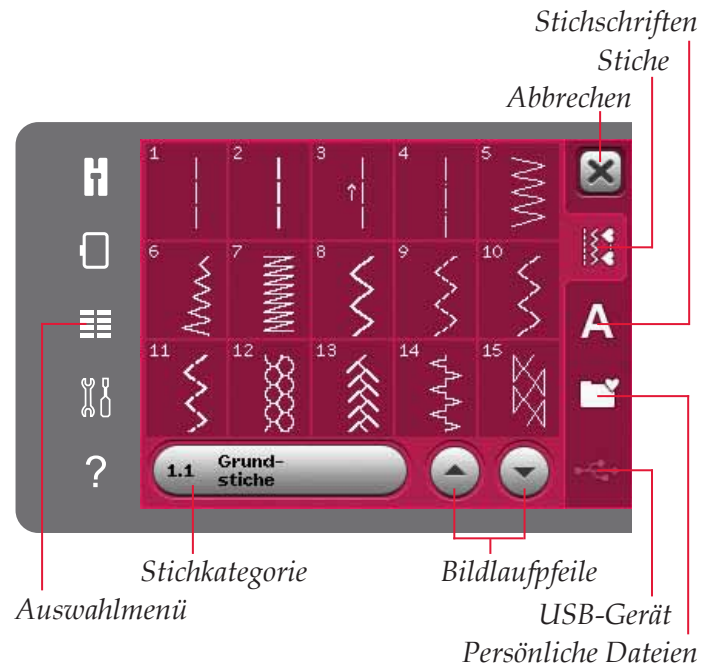 Stichschriften
Stiche
Abbrechen
1 2 3 4 5
6 7 8 9 10
11 12 13 14 15
A
?
1.1 Grund-
stiche
Stichkategorie
Bildlaufpfeile
Auswahlmenü
USB-Gerät
Persönliche Dateien